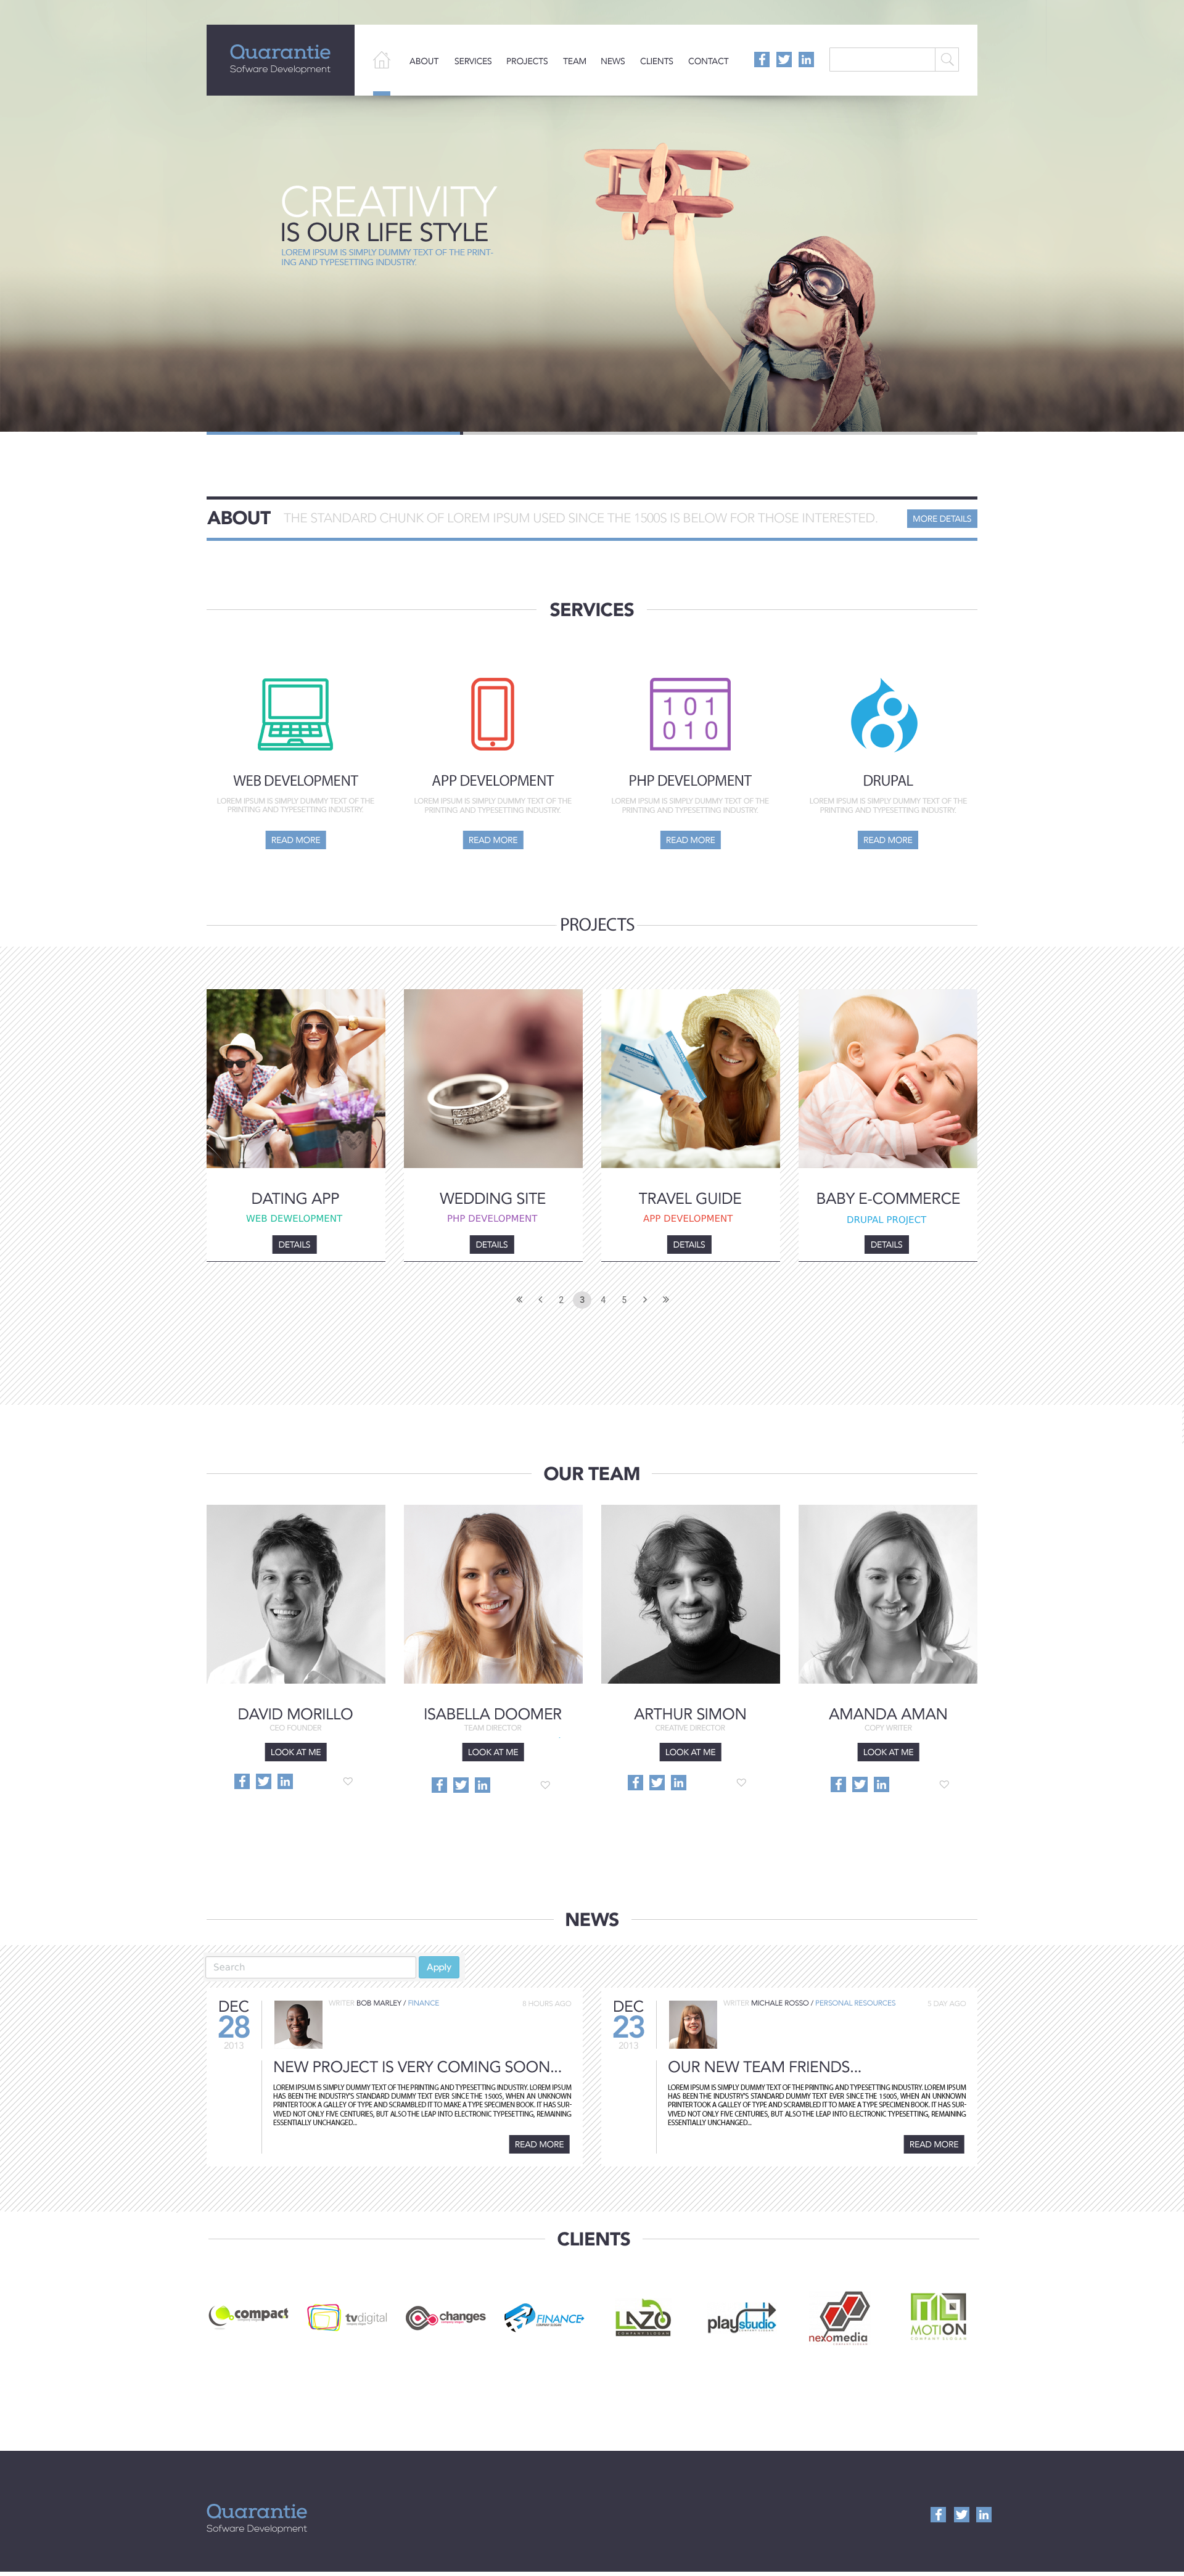 Quarantie
Sofware Development
ABOUT SERVICES PROJECTS TEAM NEWS CLIENTS CONTACT
CREATIVITY
IS OUR LIFE STYLE
LOREM IPSUM IS SIMPLY DUMMY TEXT OF THE PRINT-
ING AND TYPESETTING INDUSTRY.
ABOUT THE STANDARD CHUNK OF LOREM IPSUM USED SINCE THE 1500S IS BELOW FOR THOSE INTERESTED. MORE DETAILS
SERVICES
101
010
WEB DEVELOPMENT
LOREM IPSUM IS SIMPLY DUMMY TEXT OF THE
PRINTING AND TYPESETTING INDUSTRY.
READ MORE
APP DEVELOPMENT
LOREM IPSUM IS SIMPLY DUMMY TEXT OF THE
PRINTING AND TYPESETTING INDUSTRY.
READ MORE
PHP DEVELOPMENT
LOREM IPSUM IS SIMPLY DUMMY TEXT OF THE
PRINTING AND TYPESETTING INDUSTRY.
READ MORE
DRUPAL
LOREM IPSUM IS SIMPLY DUMMY TEXT OF THE
PRINTING AND TYPESETTING INDUSTRY.
READ MORE
PROJECTS
DATING APP
WEB DEWELOPMENT
DETAILS
WEDDING SITE
PHP DEVELOPMENT
DETAILS
TRAVEL GUIDE
APP DEVELOPMENT
DETAILS
BABY E-COMMERCE
DRUPAL PROJECT
DETAILS
« ‹ 2 3 4 5 › »
OUR TEAM
DAVID MORILLO
CEO FOUNDER
LOOK AT ME
ISABELLA DOOMER
TEAM DIRECTOR
LOOK AT ME
ARTHUR SIMON
CREATIVE DIRECTOR
LOOK AT ME
AMANDA AMAN
COPY WRITER
LOOK AT ME
NEWS
Search Apply
DEC
28
2013
WRITER BOB MARLEY / FINANCE 8 HOURS AGO
NEW PROJECT IS VERY COMING SOON...
LOREM IPSUM IS SIMPLY DUMMY TEXT OF THE PRINTING AND TYPESETTING INDUSTRY. LOREM IPSUM
HAS BEEN THE INDUSTRY'S STANDARD DUMMY TEXT EVER SINCE THE 1500S, WHEN AN UNKNOWN
PRINTER TOOK A GALLEY OF TYPE AND SCRAMBLED IT TO MAKE A TYPE SPECIMEN BOOK. IT HAS SUR-
VIVED NOT ONLY FIVE CENTURIES, BUT ALSO THE LEAP INTO ELECTRONIC TYPESETTING, REMAINING
ESSENTIALLY UNCHANGED...
READ MORE
DEC
23
2013
WRITER MICHALE ROSSO / PERSONAL RESOURCES 5 DAY AGO
OUR NEW TEAM FRIENDS...
LOREM IPSUM IS SIMPLY DUMMY TEXT OF THE PRINTING AND TYPESETTING INDUSTRY. LOREM IPSUM
HAS BEEN THE INDUSTRY'S STANDARD DUMMY TEXT EVER SINCE THE 1500S, WHEN AN UNKNOWN
PRINTER TOOK A GALLEY OF TYPE AND SCRAMBLED IT TO MAKE A TYPE SPECIMEN BOOK. IT HAS SUR-
VIVED NOT ONLY FIVE CENTURIES, BUT ALSO THE LEAP INTO ELECTRONIC TYPESETTING, REMAINING
ESSENTIALLY UNCHANGED...
READ MORE
CLIENTS
compact
tvdigital
changes
FINANCE
COMPANY SLOGAN
LAZO
COMPANY SLOGAN
playstudio
COMPANY SLOGAN
nexomedia
COMPANY SLOGAN
MOTION
COMPANY SLOGAN
Quarantie
Sofware Development